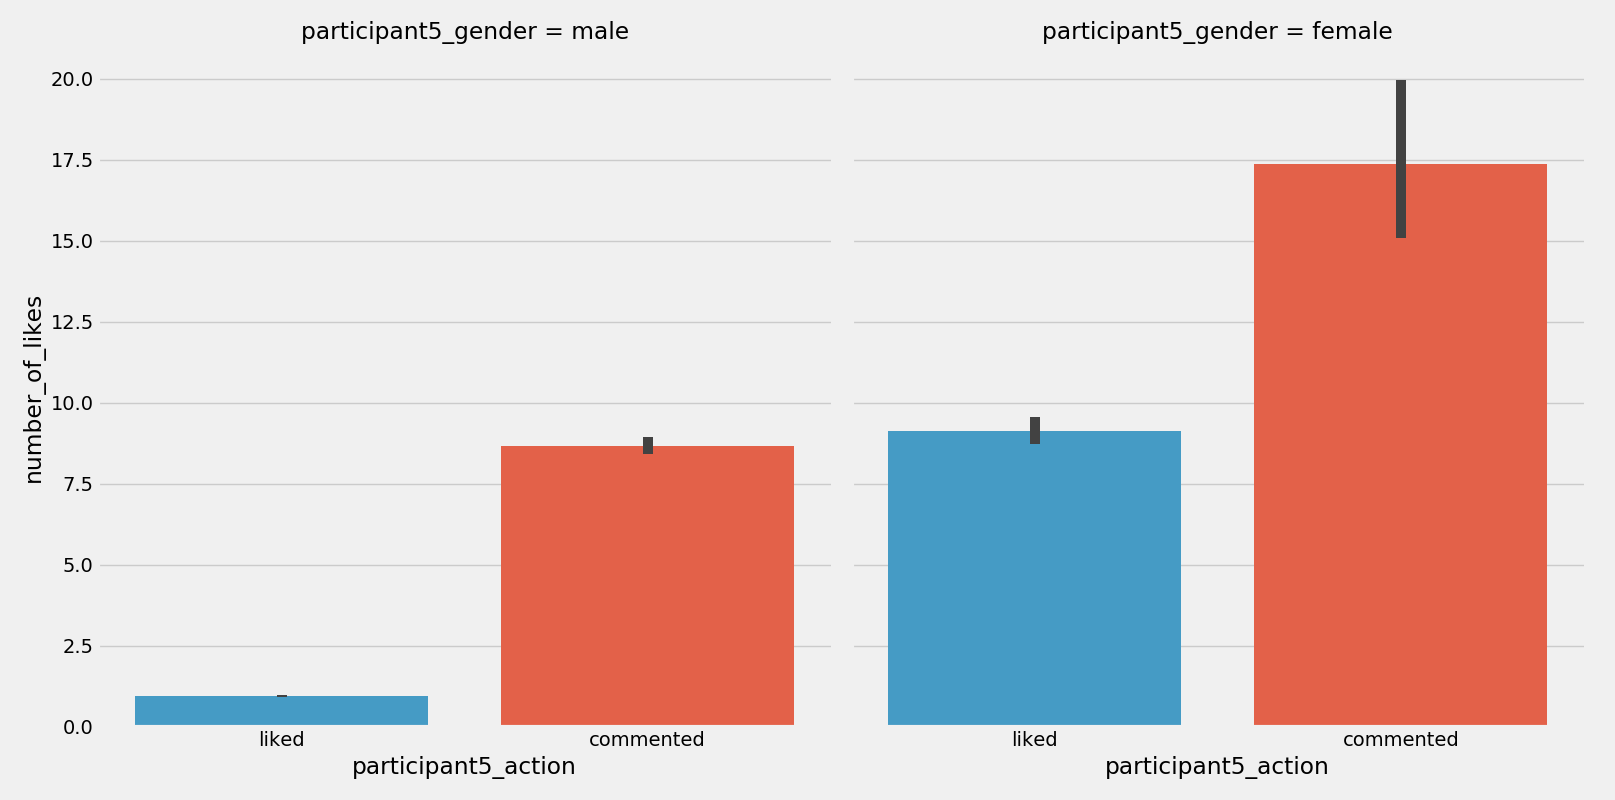 participant5_gender = male
participant5_gender = female
number_of_likes
20.0
17.5
15.0
12.5
10.0
7.5
5.0
2.5
0.0
liked
commented
liked
commented
participant5_action
participant5_action